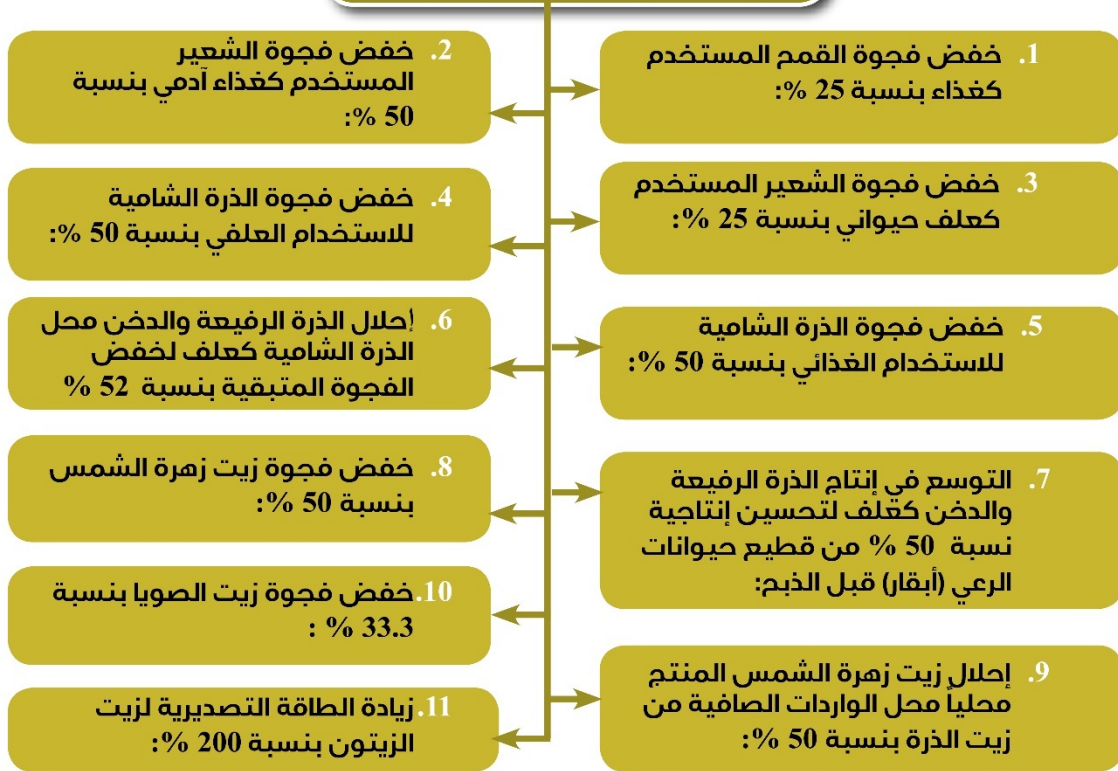 1. خفض فجوة القمح المستخدم
كغذاء بنسبة 25 %:
2. خفض فجوة الشعير
المستخدم كغذاء آدمي بنسبة
50 %:
3. خفض فجوة الشعير المستخدم
كعلف حيواني بنسبة 25 %:
4. خفض فجوة الذرة الشامية
للاستخدام العلفي بنسبة 50 %:
5. خفض فجوة الذرة الشامية
للاستخدام الغذائي بنسبة 50 %:
6. إحلال الذرة الرفيعة والدخن محل
الذرة الشامية كعلف لخفض
الفجوة المتبقية بنسبة 52 %
7. التوسع في إنتاج الذرة الرفيعة
والدخن كعلف لتحسين إنتاجية
نسبة 50 % من قطيع حيوانات
الرعي (أبقار) قبل الذبح:
8. خفض فجوة زيت زهرة الشمس
بنسبة 50 %:
9. إحلال زيت زهرة الشمس المنتج
محلياً محل الواردات الصافية من
زيت الذرة بنسبة 50 %:
10. خفض فجوة زيت الصويا بنسبة
33.3 % :
11. زيادة الطاقة التصديرية لزيت
الزيتون بنسبة 200 %: